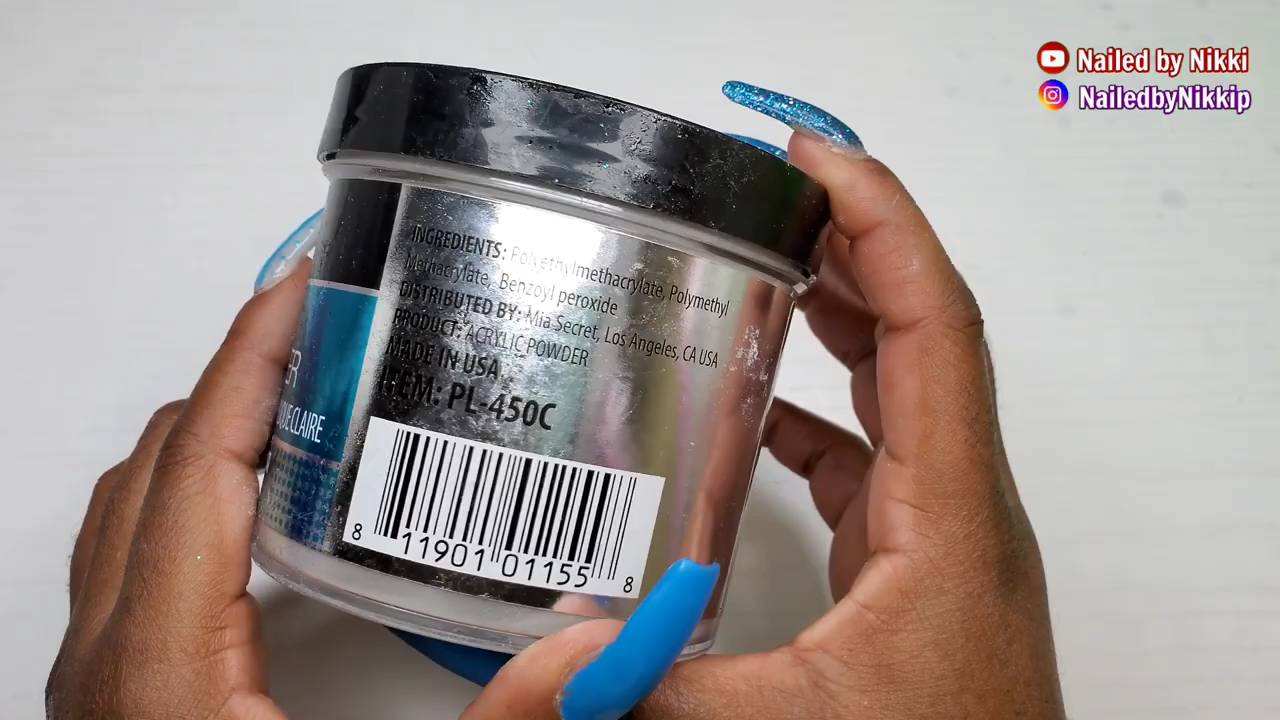 Nailed by Nikki
NailedbyNikkip
INGREDIENTS: Polyethylmethacrylate, Polymethyl
Methacrylate, Benzoyl peroxide
DISTRIBUTED BY: Mia Secret, Los Angeles, CA USA
PRODUCT: ACRYLIC POWDER
MADE IN USA
ITEM: PL-450C
8 11901 01155 8